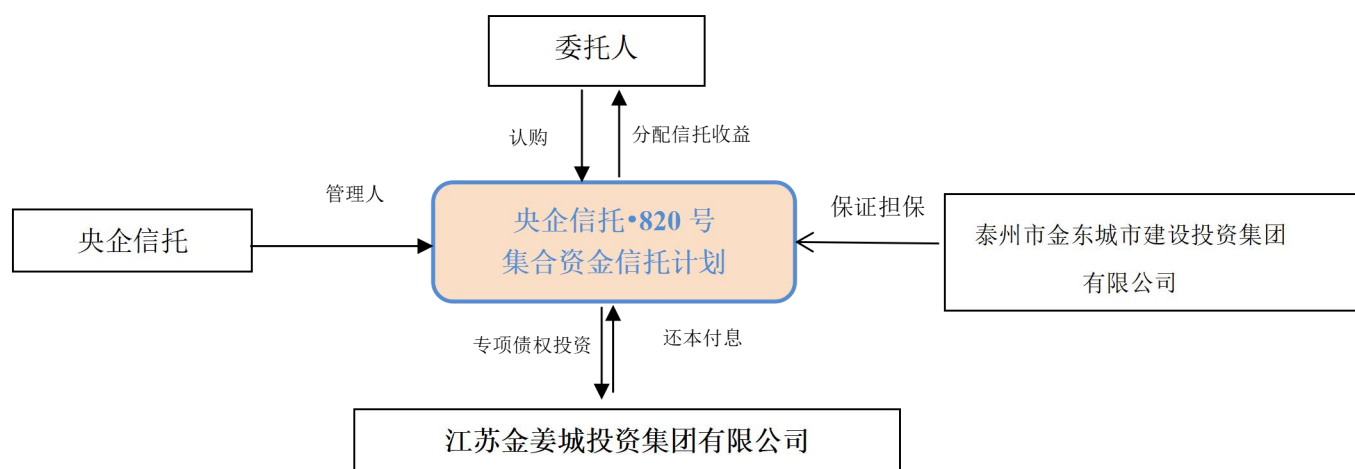 委托人
认购
分配信托收益
管理人
央企信托
央企信托•820 号
集合资金信托计划
保证担保
泰州市金东城市建设投资集团
有限公司
专项债权投资
还本付息
江苏金姜城投资集团有限公司